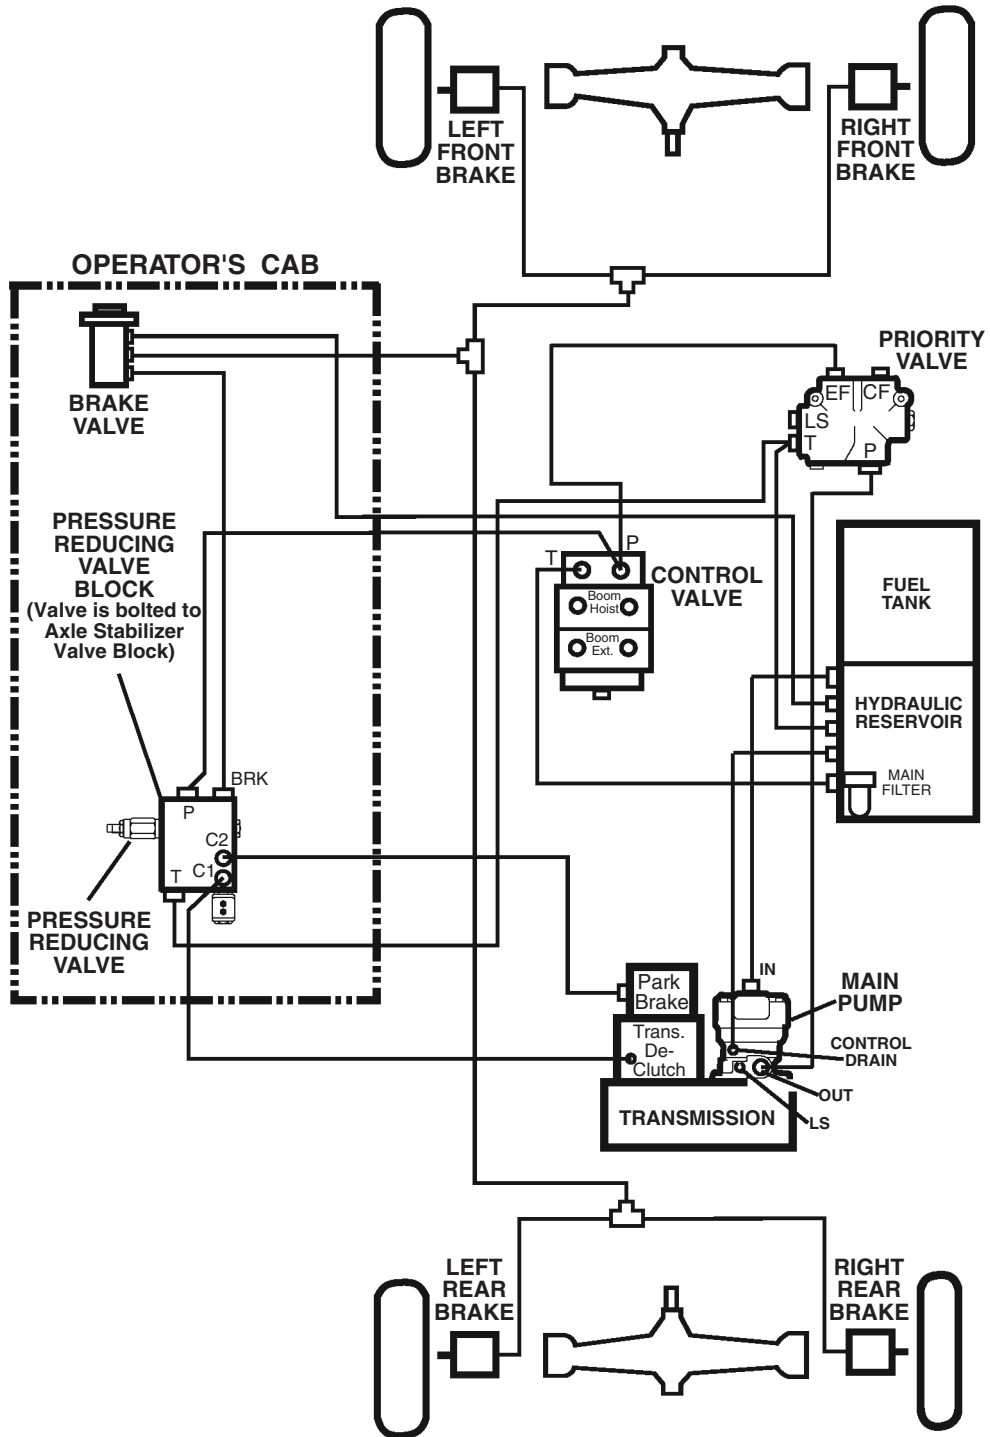 LEFT
FRONT
BRAKE
RIGHT
FRONT
BRAKE
OPERATOR'S CAB
BRAKE
VALVE
PRIORITY
VALVE
EF
CF
LS
T
P
PRESSURE
REDUCING
VALVE
BLOCK
(Valve is bolted to
Axle Stabilizer
Valve Block)
T
P
CONTROL
VALVE
Boom
Hoist
Boom
Ext.
FUEL
TANK
HYDRAULIC
RESERVOIR
MAIN
FILTER
BRK
P
C2
C1
T
PRESSURE
REDUCING
VALVE
Park
Brake
Trans.
De-
Clutch
TRANSMISSION
IN
MAIN
PUMP
CONTROL
DRAIN
OUT
LS
LEFT
REAR
BRAKE
RIGHT
REAR
BRAKE